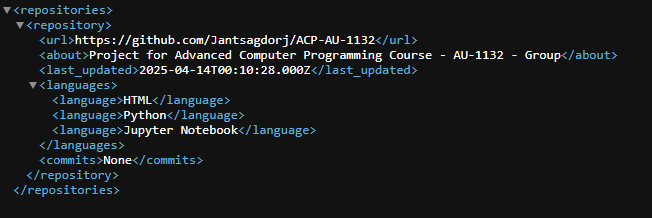 <repositories>
<repository>
<url>https://github.com/Jantsagdorj/ACP-AU-1132</url>
<about>Project for Advanced Computer Programming Course - AU-1132 - Group</about>
<last_updated>2025-04-14T00:10:28.000Z</last_updated>
<languages>
<language>HTML</language>
<language>Python</language>
<language>Jupyter Notebook</language>
</languages>
<commits>None</commits>
</repository>
</repositories>